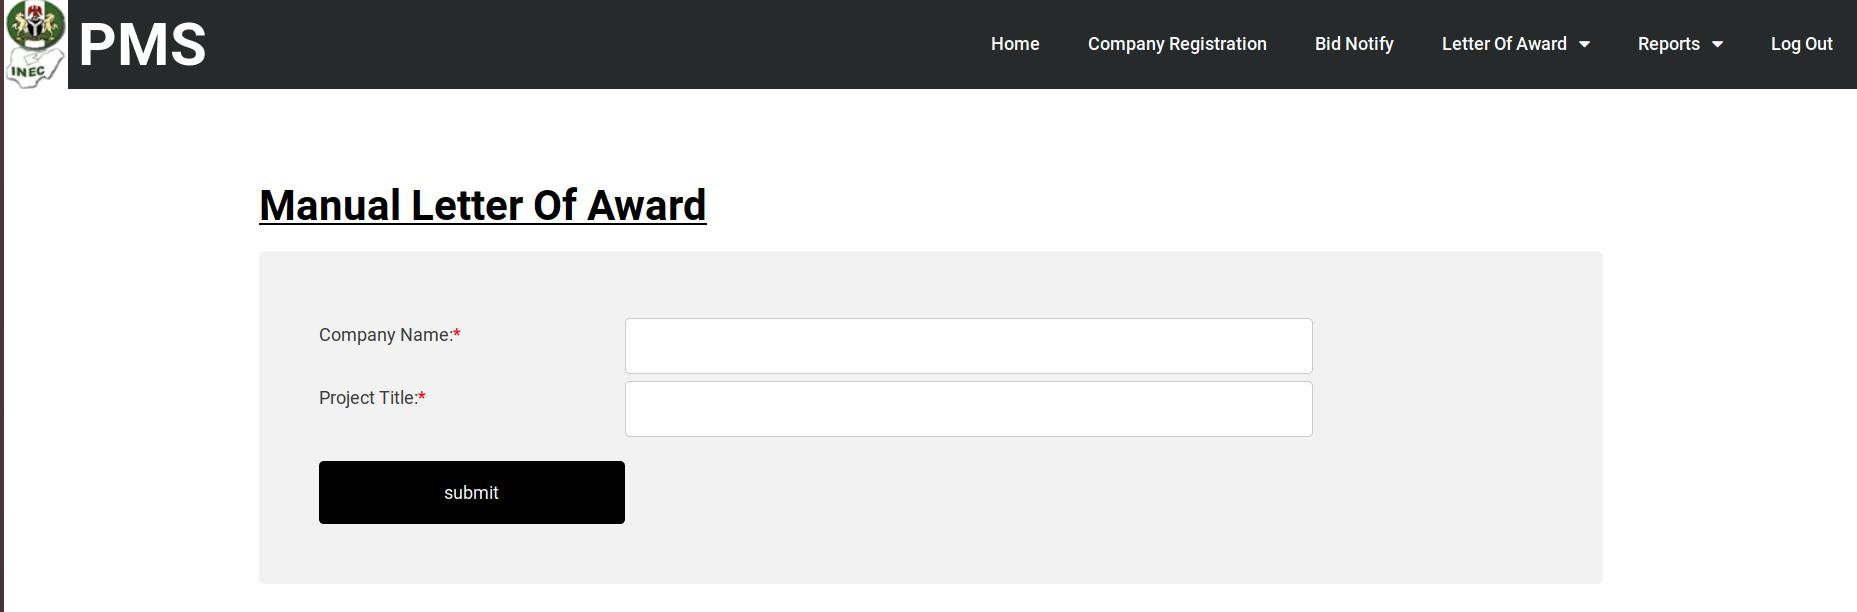 INEC
PMS
Home Company Registration Bid Notify Letter Of Award Reports Log Out
Manual Letter Of Award
Company Name:*
Project Title:*
submit